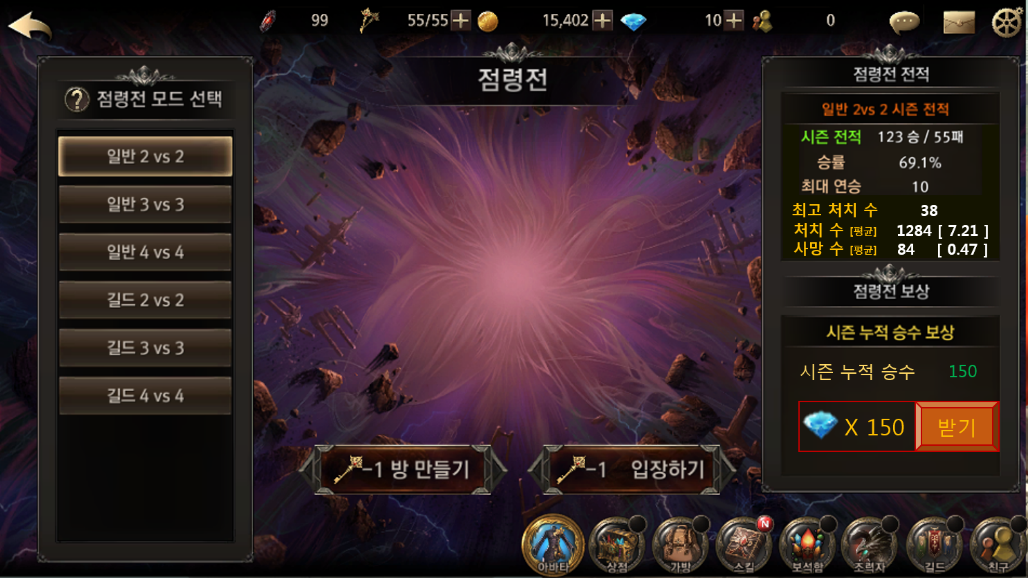 99
55/55
15,402
10
0
점령전
점령전 모드 선택
일반 2 vs 2
일반 3 vs 3
일반 4 vs 4
길드 2 vs 2
길드 3 vs 3
길드 4 vs 4
-1 방 만들기
-1 입장하기
점령전 전적
일반 2vs 2 시즌 전적
시즌 전적 123 승 / 55패
승률 69.1%
최대 연승 10
최고 처치 수 38
처치 수 [평균] 1284 [ 7.21 ]
사망 수 [평균] 84 [ 0.47 ]
점령전 보상
시즌 누적 승수 보상
시즌 누적 승수 150
X 150 받기
아바타
상점
가방
스킬
N
보석함
조력자
길드
친구